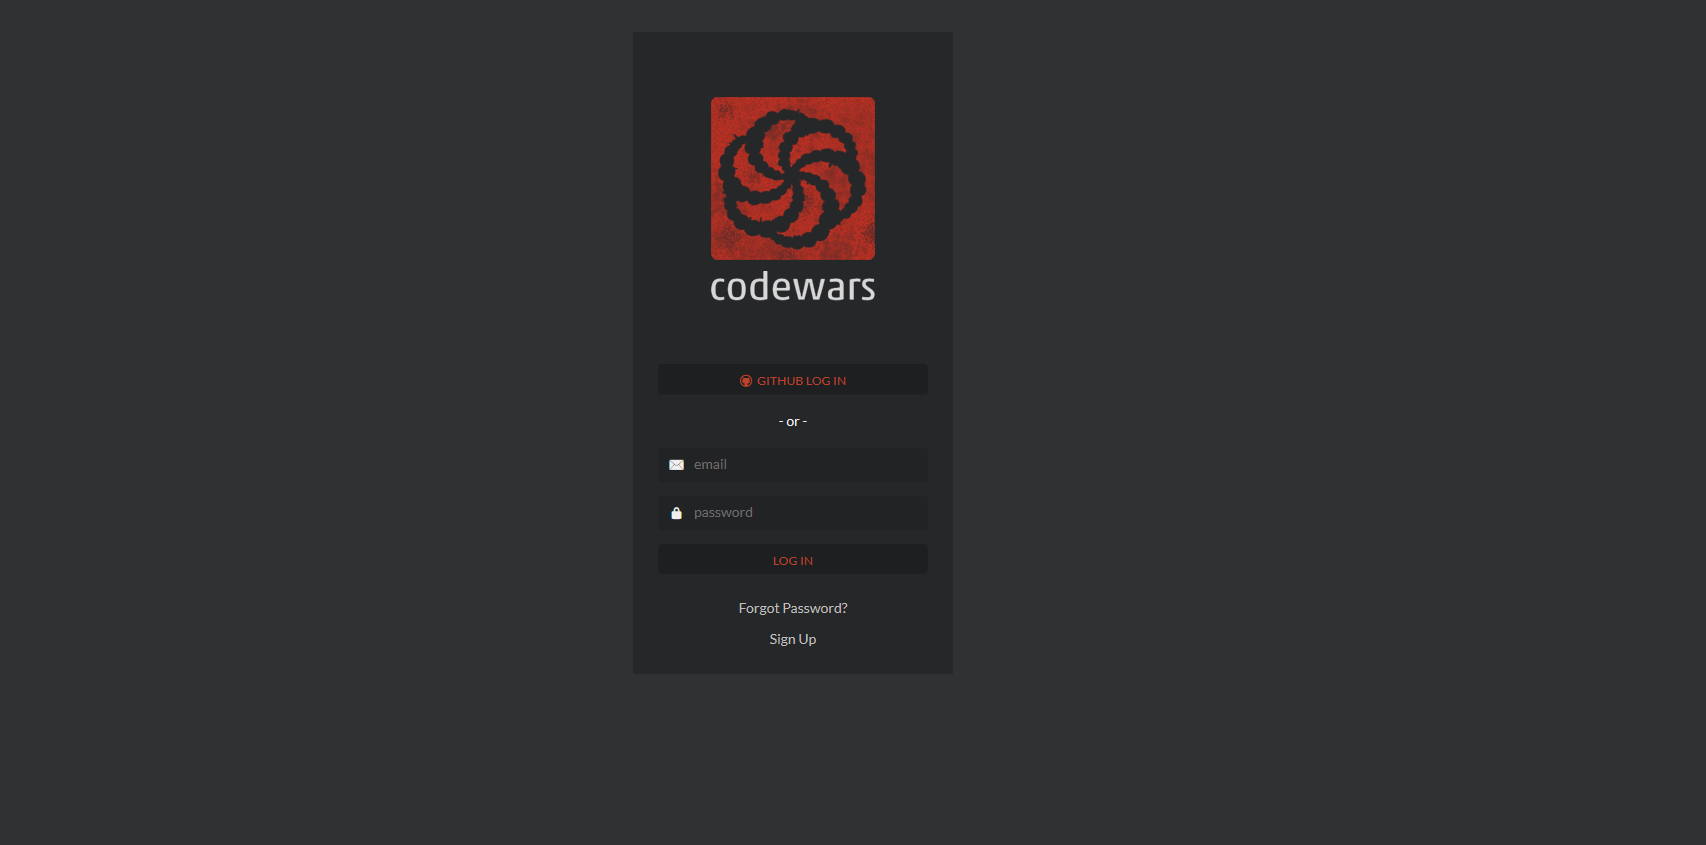 codewars
GITHUB LOG IN
- or -
email
password
LOG IN
Forgot Password?
Sign Up